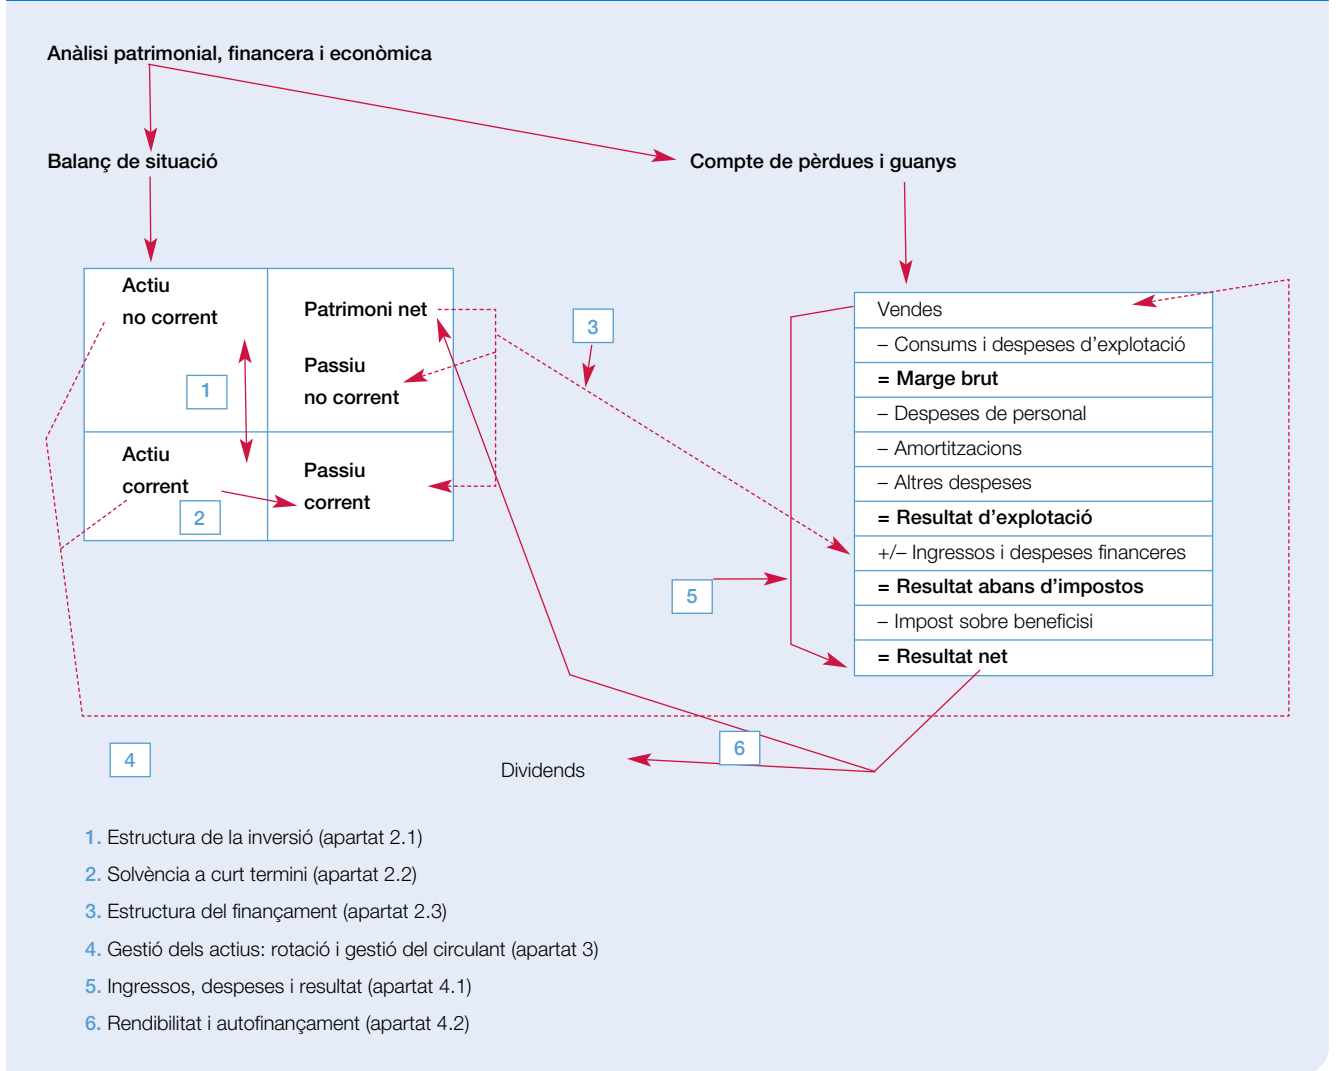 Anàlisi patrimonial, financera i econòmica
Balanç de situació
Compte de pèrdues i guanys
Actiu
no corrent
Patrimoni net
Passiu
no corrent
1
Actiu
corrent
Passiu
corrent
2
3
Vendes
– Consums i despeses d’explotació
= Marge brut
– Despeses de personal
– Amortitzacions
– Altres despeses
= Resultat d’explotació
+/– Ingressos i despeses financeres
= Resultat abans d’impostos
– Impost sobre beneficisi
= Resultat net
5
4
Dividends
6
1. Estructura de la inversió (apartat 2.1)
2. Solvència a curt termini (apartat 2.2)
3. Estructura del finançament (apartat 2.3)
4. Gestió dels actius: rotació i gestió del circulant (apartat 3)
5. Ingressos, despeses i resultat (apartat 4.1)
6. Rendibilitat i autofinançament (apartat 4.2)